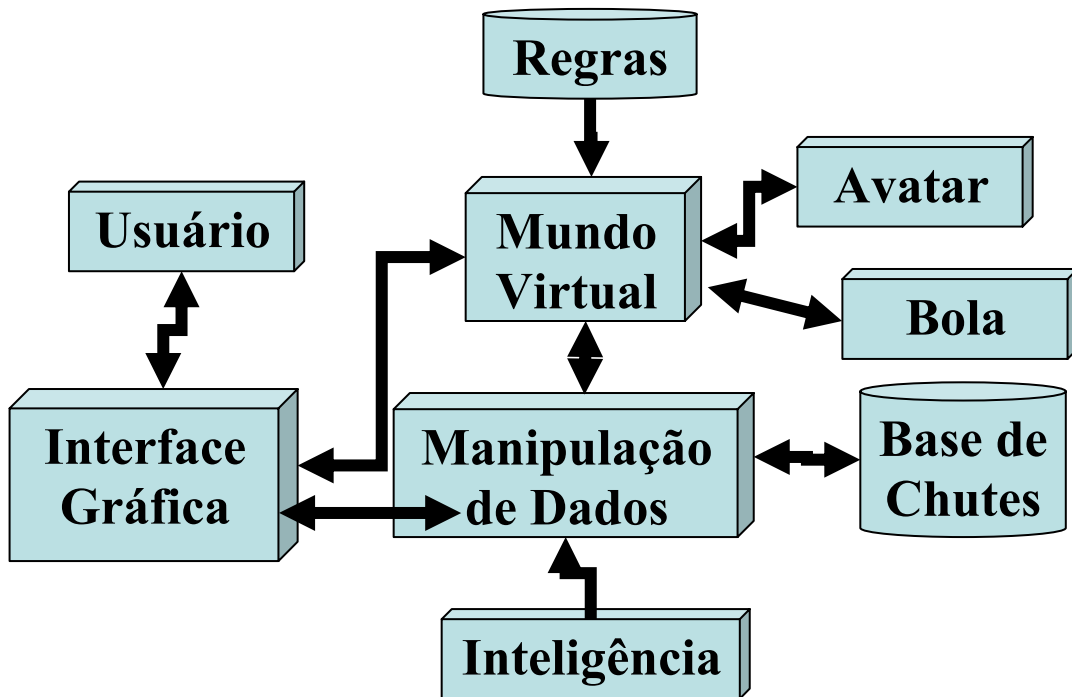 Regras
Avatar
Usuário
Mundo
Virtual
Bola
Interface
Gráfica
Manipulação
de Dados
Base de
Chutes
Inteligência